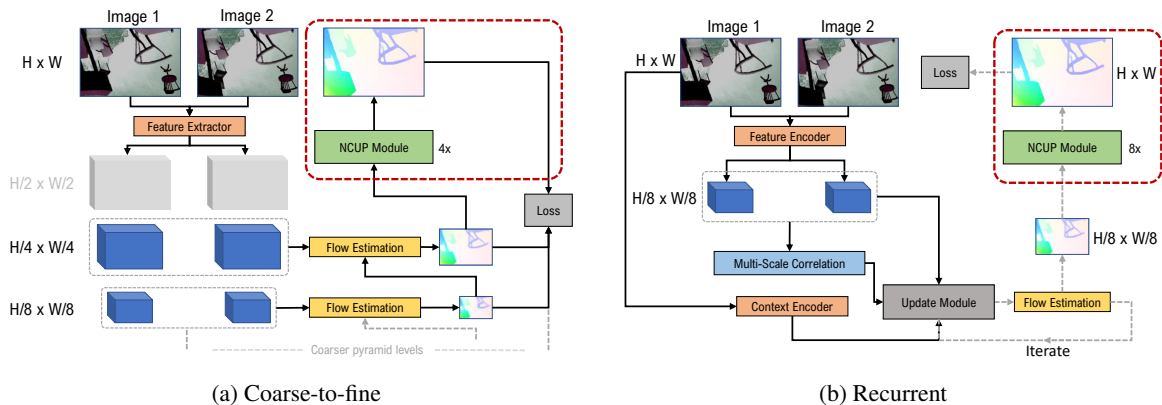 Image 1
Image 2
H x W
Feature Extractor
NCUP Module
4x
H/2 x W/2
Loss
H/4 x W/4
Flow Estimation
H/8 x W/8
Flow Estimation
Coarser pyramid levels
(a) Coarse-to-fine
Image 1
Image 2
H x W
Loss
H x W
Feature Encoder
NCUP Module
8x
H/8 x W/8
H/8 x W/8
Multi-Scale Correlation
Context Encoder
Update Module
Flow Estimation
Iterate
(b) Recurrent